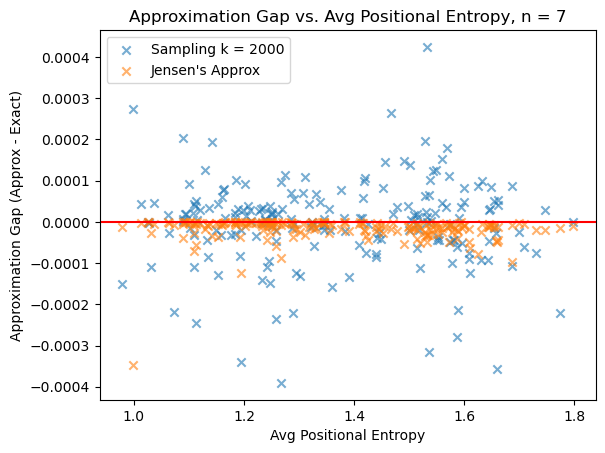 Approximation Gap vs. Avg Positional Entropy, n = 7
Sampling k = 2000
Jensen's Approx
Approximation Gap (Approx - Exact)
0.0004
0.0003
0.0002
0.0001
0.0000
−0.0001
−0.0002
−0.0003
−0.0004
1.0 1.2 1.4 1.6 1.8
Avg Positional Entropy